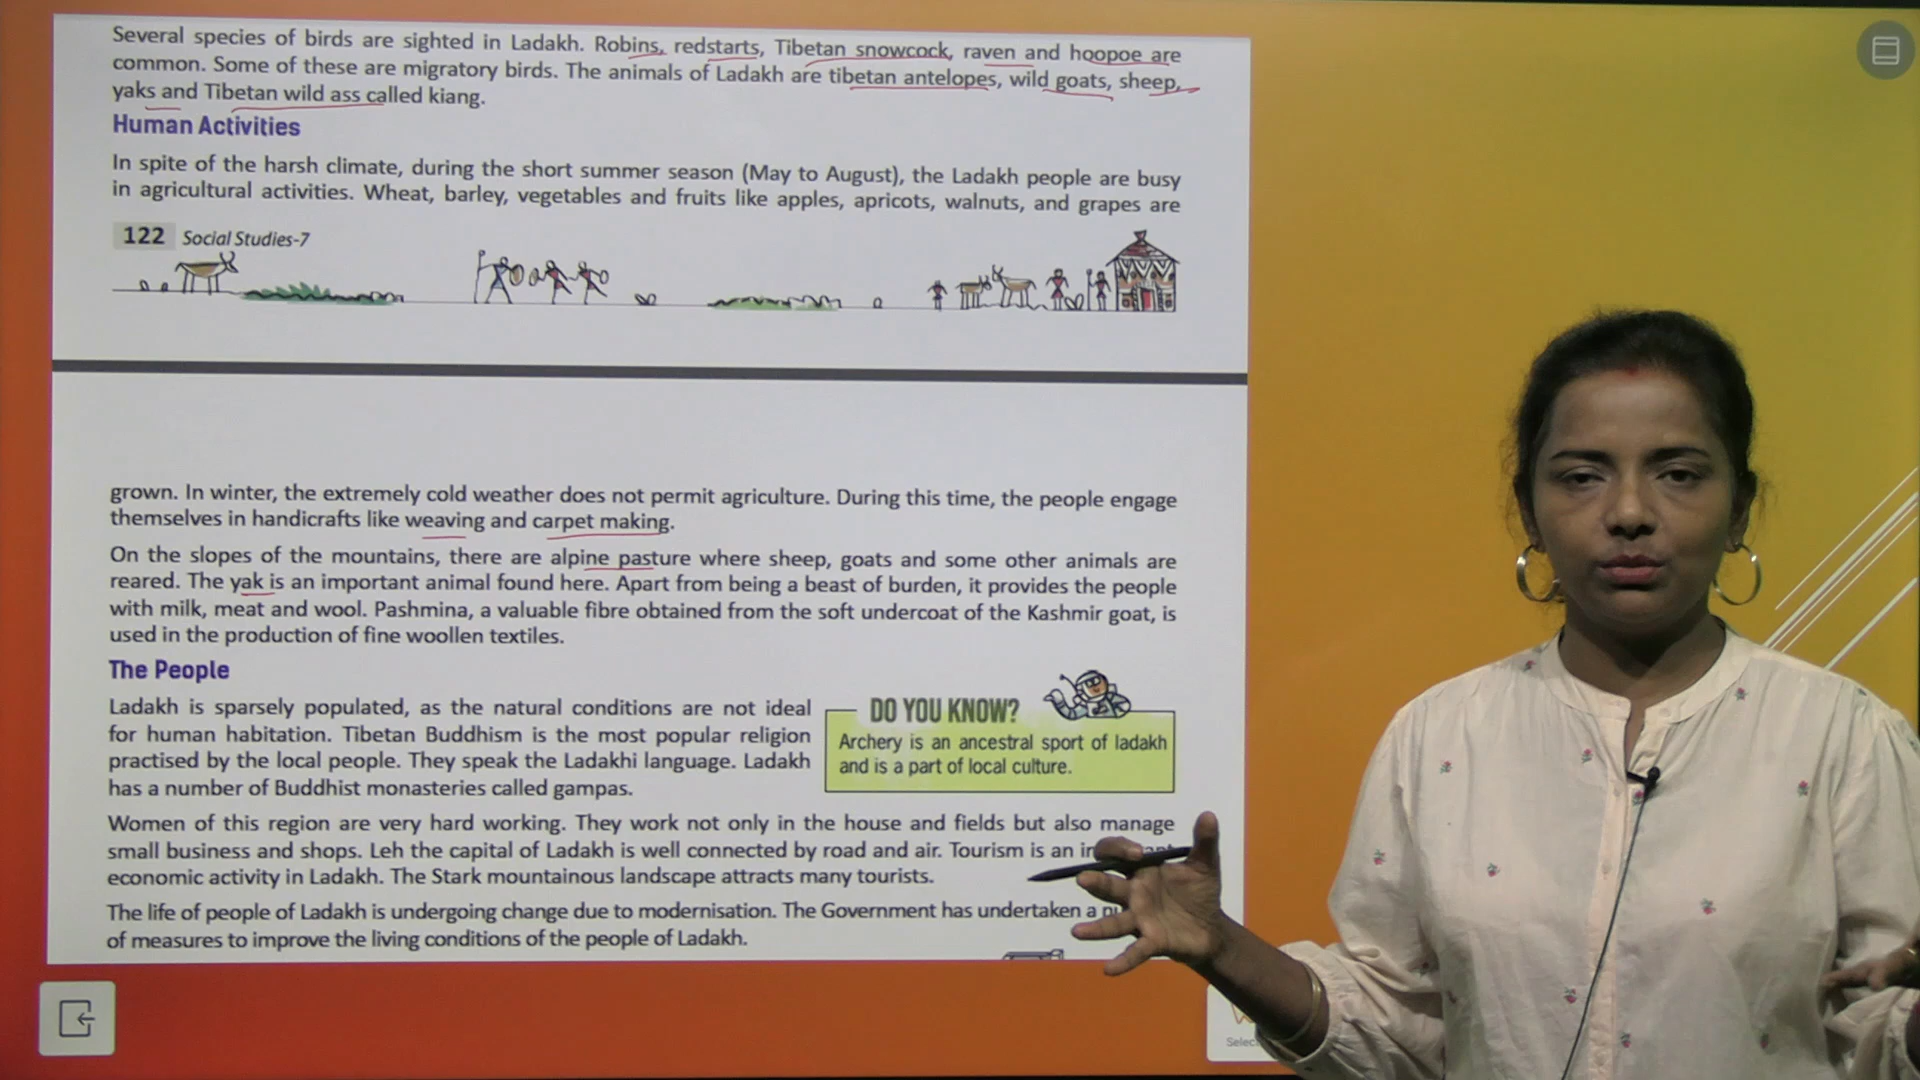 Several species of birds are sighted in Ladakh. Robins, redstarts, Tibetan snowcock, raven and hoopoe are
common. Some of these are migratory birds. The animals of Ladakh are tibetan antelopes, wild goats, sheep,
yaks and Tibetan wild ass called kiang.
Human Activities
In spite of the harsh climate, during the short summer season (May to August), the Ladakh people are busy
in agricultural activities. Wheat, barley, vegetables and fruits like apples, apricots, walnuts, and grapes are
122 Social Studies-7
grown. In winter, the extremely cold weather does not permit agriculture. During this time, the people engage
themselves in handicrafts like weaving and carpet making.
On the slopes of the mountains, there are alpine pasture where sheep, goats and some other animals are
reared. The yak is an important animal found here. Apart from being a beast of burden, it provides the people
with milk, meat and wool. Pashmina, a valuable fibre obtained from the soft undercoat of the Kashmir goat, is
used in the production of fine woollen textiles.
The People
Ladakh is sparsely populated, as the natural conditions are not ideal
for human habitation. Tibetan Buddhism is the most popular religion
practised by the local people. They speak the Ladakhi language. Ladakh
has a number of Buddhist monasteries called gampas.
DO YOU KNOW?
Archery is an ancestral sport of ladakh
and is a part of local culture.
Women of this region are very hard working. They work not only in the house and fields but also manage
small business and shops. Leh the capital of Ladakh is well connected by road and air. Tourism is an
economic activity in Ladakh. The Stark mountainous landscape attracts many tourists.
The life of people of Ladakh is undergoing change due to modernisation. The Government has undertaken a
of measures to improve the living conditions of the people of Ladakh.
Select